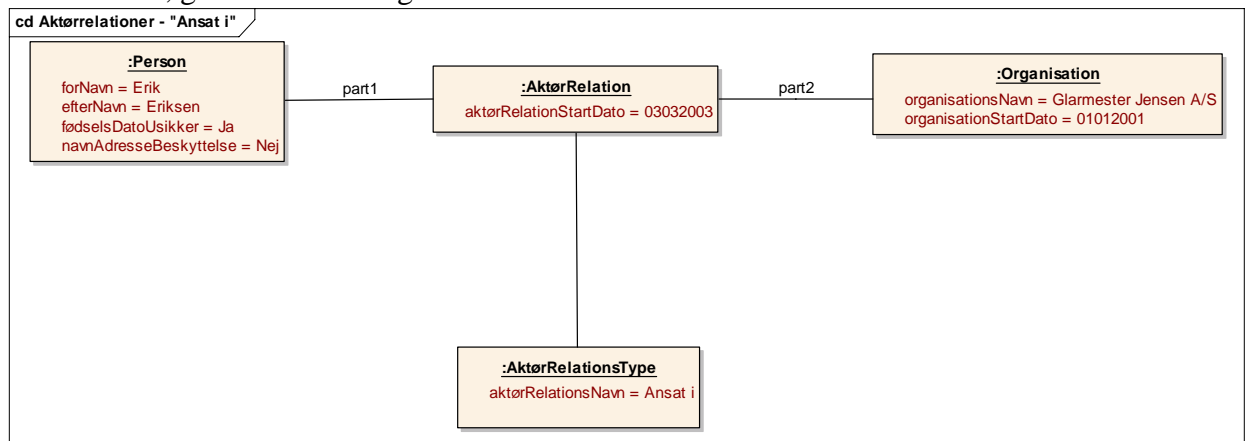 cd Aktørrelationer - "Ansat i"
:Person
forNavn = Erik
efterNavn = Eriksen
fødselsDatoUsikker = Ja
navnAdresseBeskyttelse = Nej
part1
:AktørRelation
aktørRelationStartDato = 03032003
part2
:Organisation
organisationsNavn = Glarmester Jensen A/S
organisationStartDato = 01012001
:AktørRelationsType
aktørRelationsNavn = Ansat i